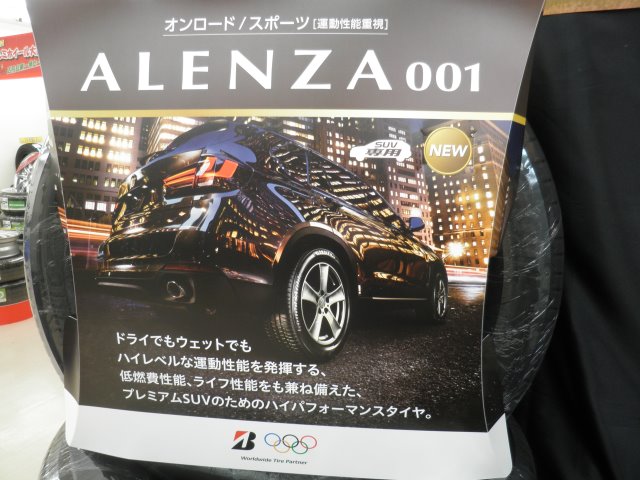 オンロード/スポーツ[運動性能重視]
ALENZA 001
SUV
専用
NEW
ドライでもウェットでも
ハイレベルな運動性能を発揮する、
低燃費性能、ライフ性能をも兼ね備えた、
プレミアムSUVのためのハイパフォーマンスタイヤ。
Worldwide Tire Partner